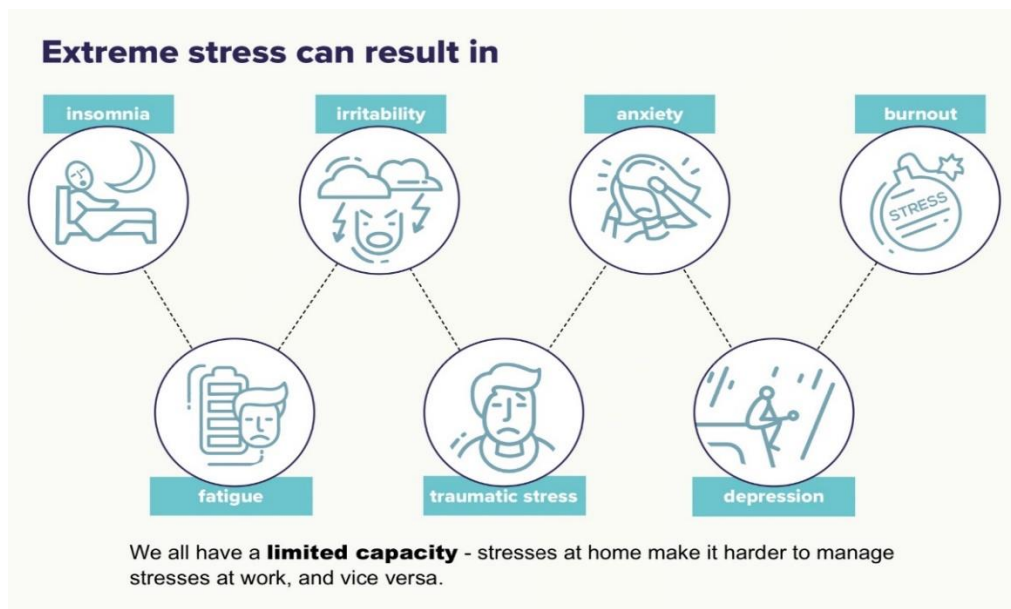 Extreme stress can result in
insomnia
irritability
anxiety
burnout
STRESS
fatigue
traumatic stress
depression
We all have a limited capacity - stresses at home make it harder to manage
stresses at work, and vice versa.